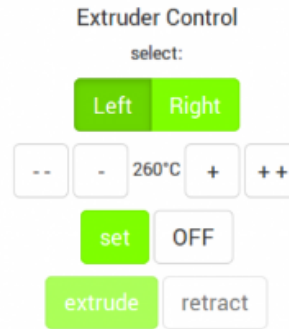 Extruder Control
select:
Left Right
-- - 260°C + ++
set OFF
extrude retract